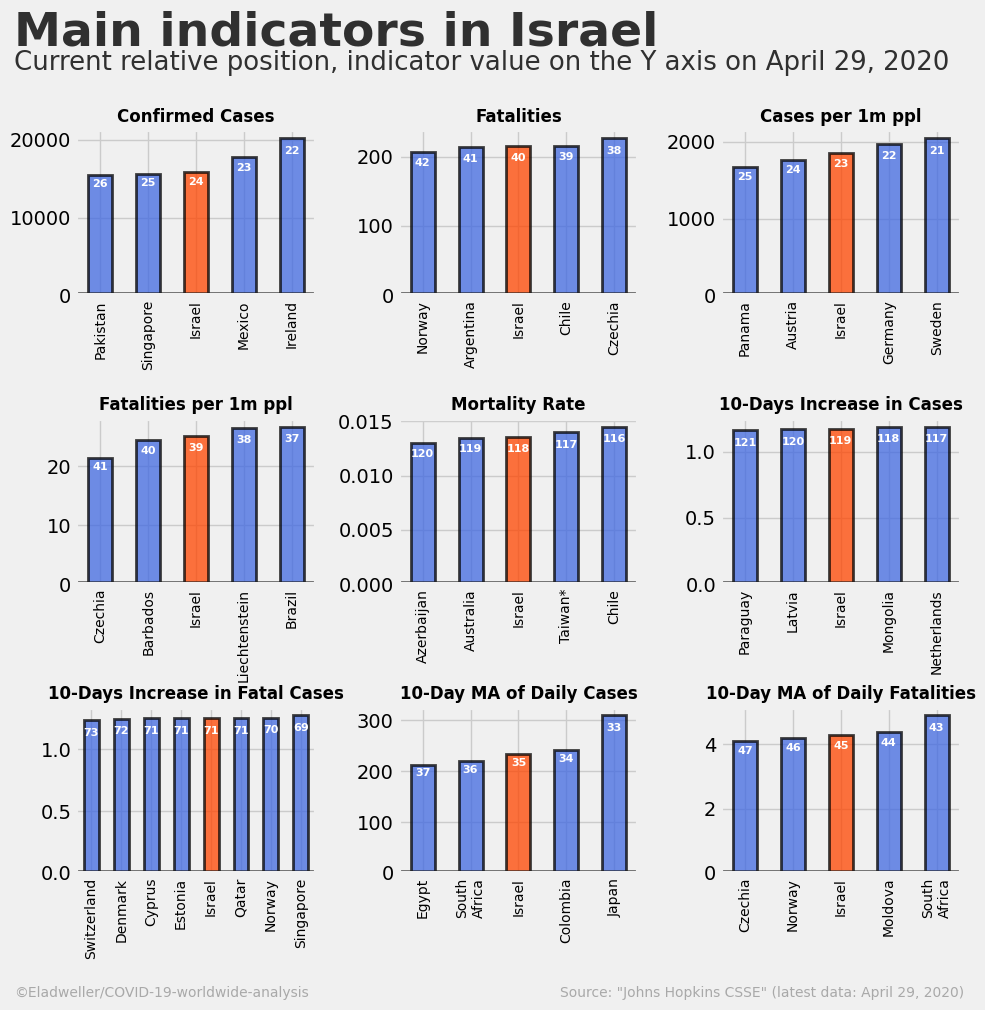 Main indicators in Israel
Current relative position, indicator value on the Y axis on April 29, 2020
Confirmed Cases
20000
10000
0
26
25
24
23
22
Pakistan
Singapore
Israel
Mexico
Ireland
Fatalities
200
100
0
42
41
40
39
38
Norway
Argentina
Israel
Chile
Czechia
Cases per 1m ppl
2000
1000
0
25
24
23
22
21
Panama
Austria
Israel
Germany
Sweden
Fatalities per 1m ppl
20
10
0
41
40
39
38
37
Czechia
Barbados
Israel
Liechtenstein
Brazil
Mortality Rate
0.015
0.010
0.005
0.000
120
119
118
117
116
Azerbaijan
Australia
Israel
Taiwan*
Chile
10-Days Increase in Cases
1.0
0.5
0.0
121
120
119
118
117
Paraguay
Latvia
Israel
Mongolia
Netherlands
10-Days Increase in Fatal Cases
1.0
0.5
0.0
73
72
71
71
71
71
70
69
Switzerland
Denmark
Cyprus
Estonia
Israel
Qatar
Norway
Singapore
10-Day MA of Daily Cases
300
200
100
0
37
36
35
34
33
Egypt
South
Africa
Israel
Colombia
Japan
10-Day MA of Daily Fatalities
4
2
0
47
46
45
44
43
Czechia
Norway
Israel
Moldova
South
Africa
©Eladweller/COVID-19-worldwide-analysis
Source: "Johns Hopkins CSSE" (latest data: April 29, 2020)